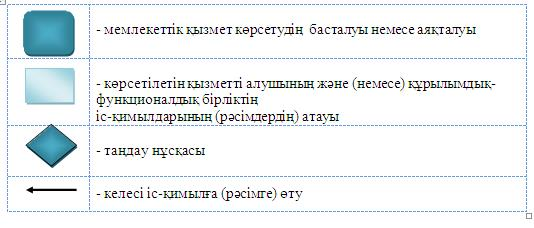 - мемлекеттік қызмет көрсетудің  басталуы немесе аяқталуы
- көрсетілетін қызметті алушының және (немесе) құрылымдық-
функционалдық бірліктің
іс-қимылдарының (рәсімдердің) атауы
- таңдау нұсқасы
- келесі іс-қимылға (рәсімге) өту